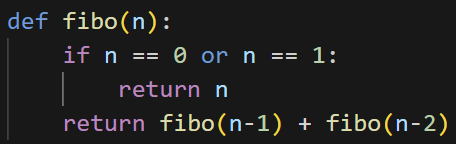 def fibo(n):
    if n == 0 or n == 1:
        return n
    return fibo(n-1) + fibo(n-2)